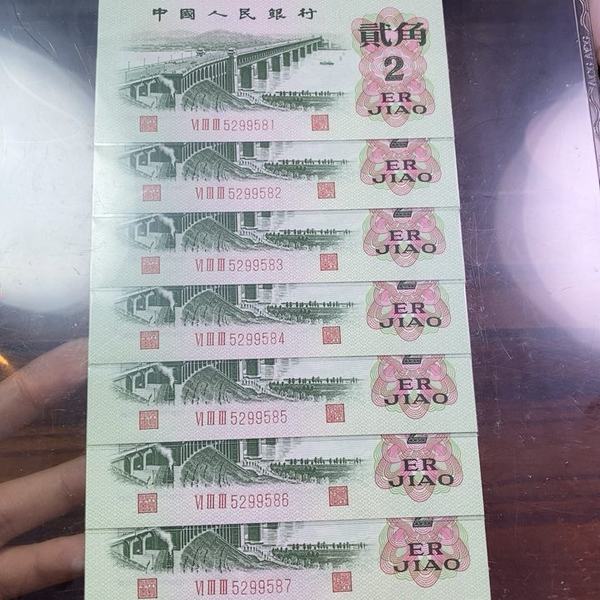 中國人民銀行
貳角
2
ER
JIAO
VI III III 5299581
ER
JIAO
VI III III 5299582
ER
JIAO
VI III III 5299583
ER
JIAO
VI III III 5299584
ER
JIAO
VI III III 5299585
ER
JIAO
VI III III 5299586
ER
JIAO
VI III III 5299587